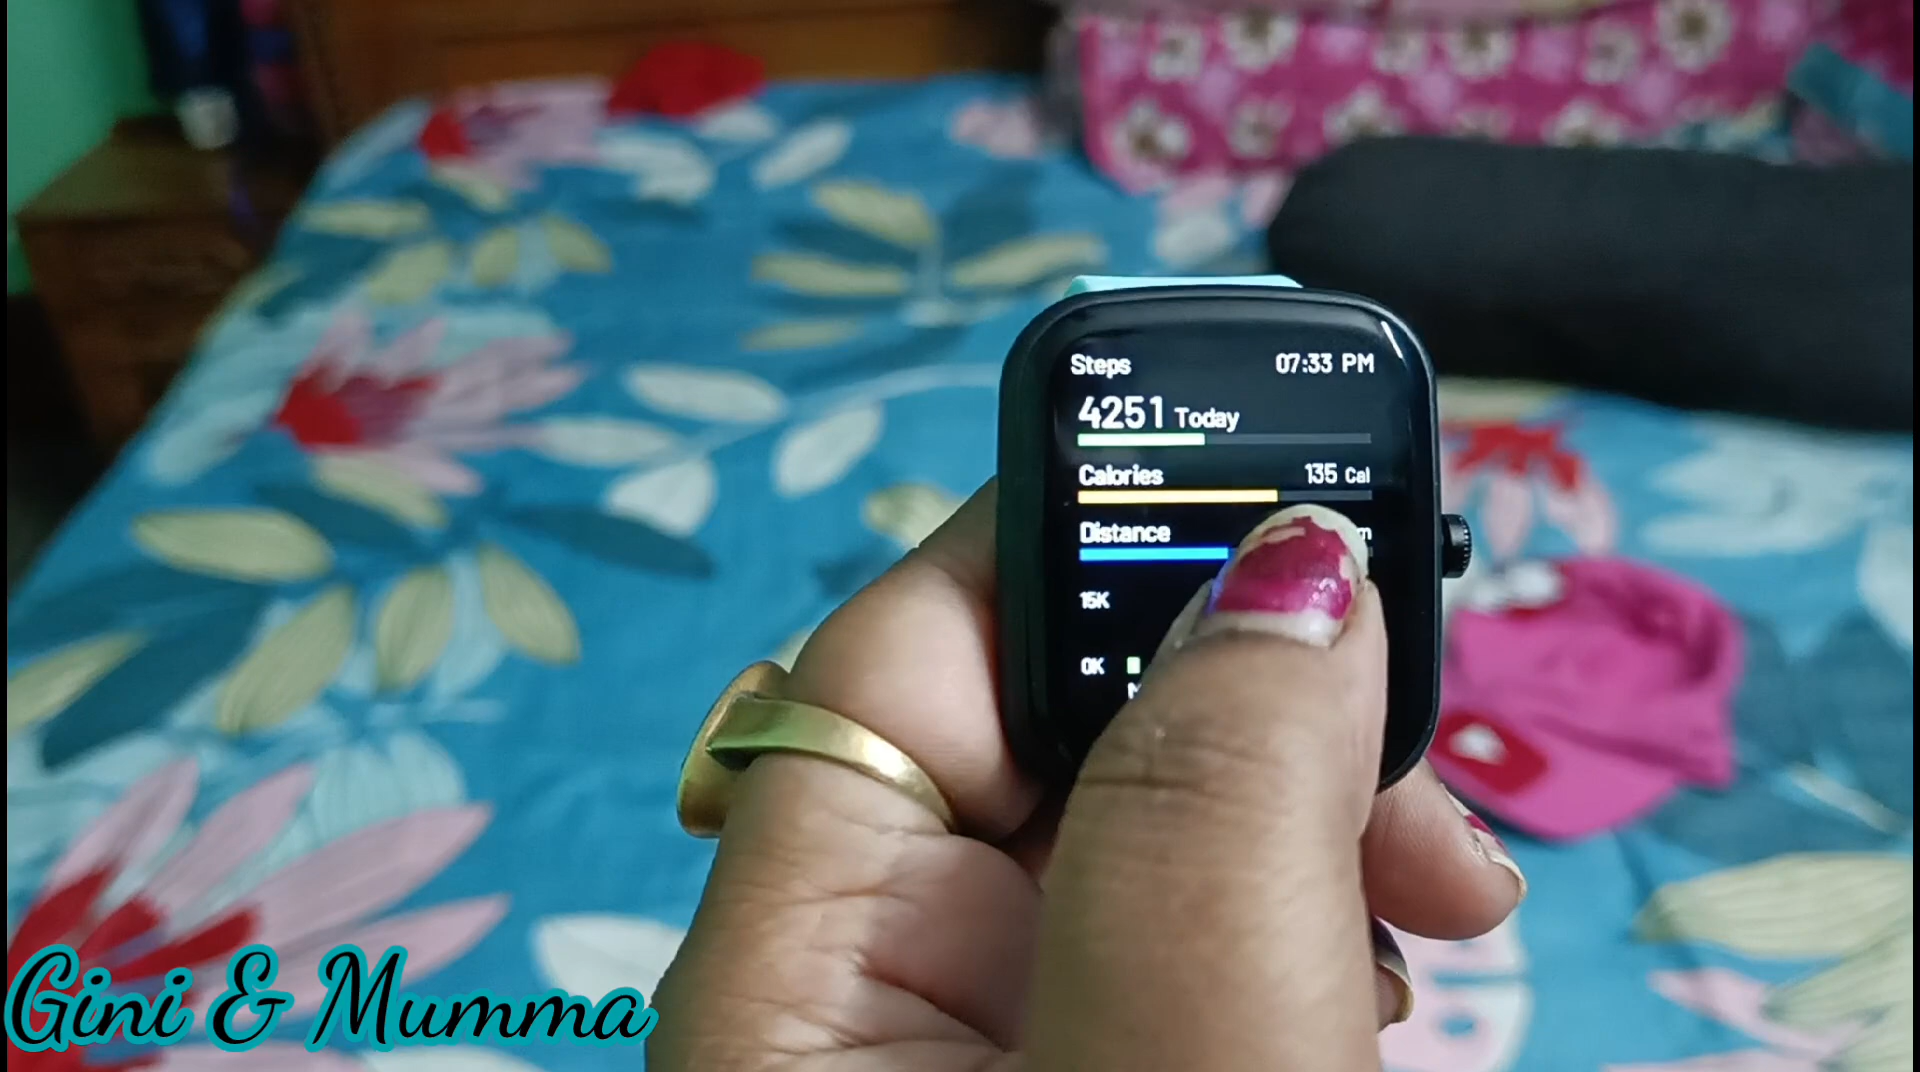 Steps 07:33 PM
4251 Today
Calories 135 Cal
Distance
15K
0K
Gini & Mumma